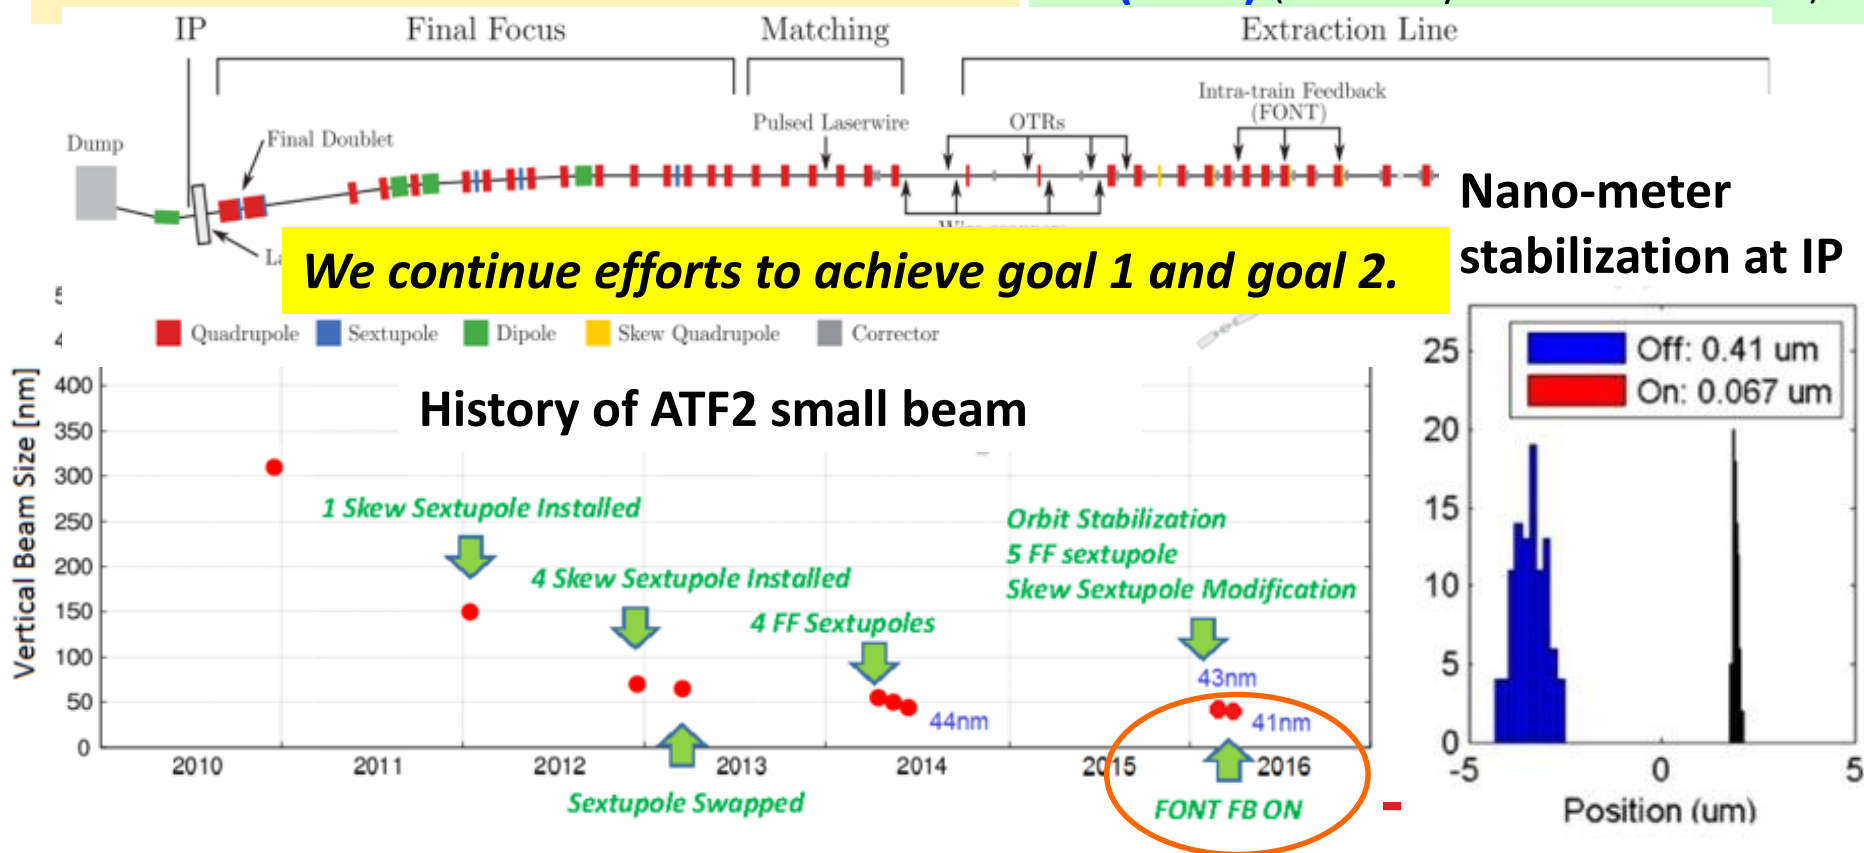 IP
Final Focus
Matching
Extraction Line
Intra-train Feedback
(FONT)
Pulsed Laserwire
OTRs
Dump
Final Doublet
Nano-meter
stabilization at IP
We continue efforts to achieve goal 1 and goal 2.
Quadrupole
Sextupole
Dipole
Skew Quadrupole
Corrector
History of ATF2 small beam
Vertical Beam Size [nm]
400
350
300
250
200
150
100
50
0
1 Skew Sextupole Installed
4 Skew Sextupole Installed
4 FF Sextupoles
Orbit Stabilization
5 FF sextupole
Skew Sextupole Modification
44nm
43nm
41nm
2010
2011
2012
2013
2014
2015
2016
Sextupole Swapped
FONT FB ON
Off: 0.41 um
On: 0.067 um
25
20
15
10
5
0
-5
0
5
Position (um)